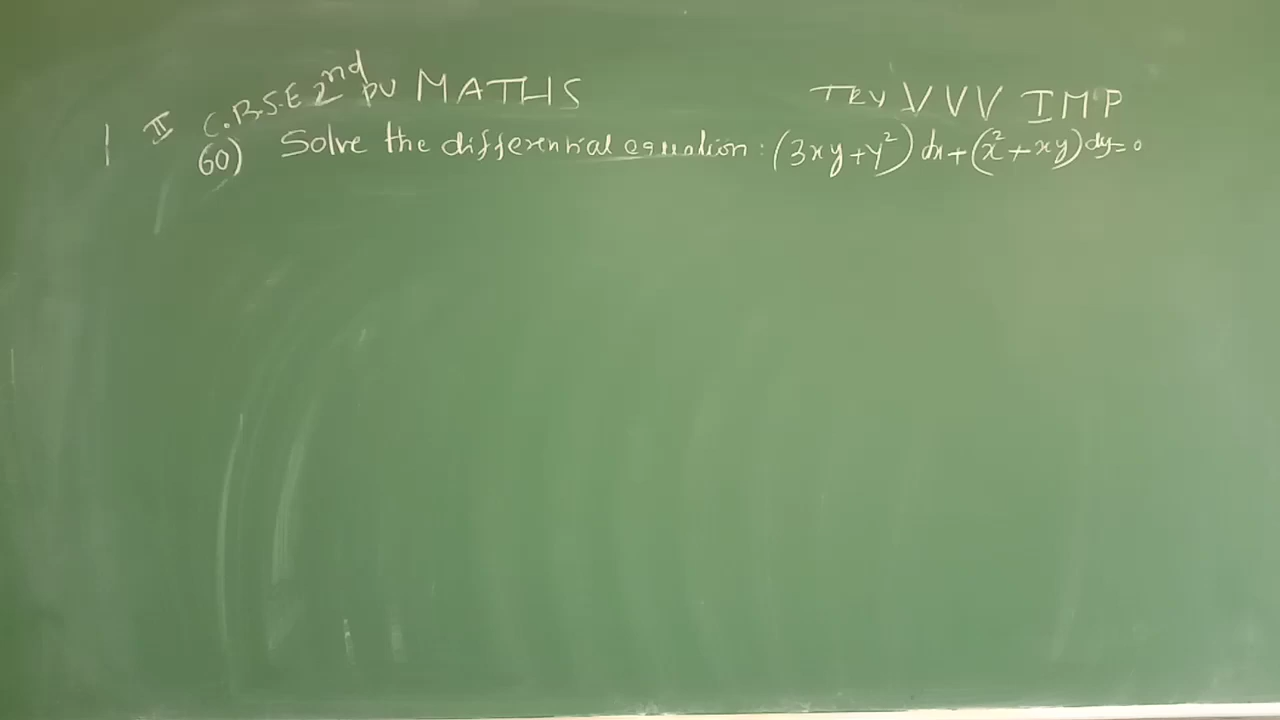 II C.B.S.E 2nd PU MATHS TRY VVV IMP
60) Solve the differential equation: (3xy+y²)dx+(x²+xy)dy=0